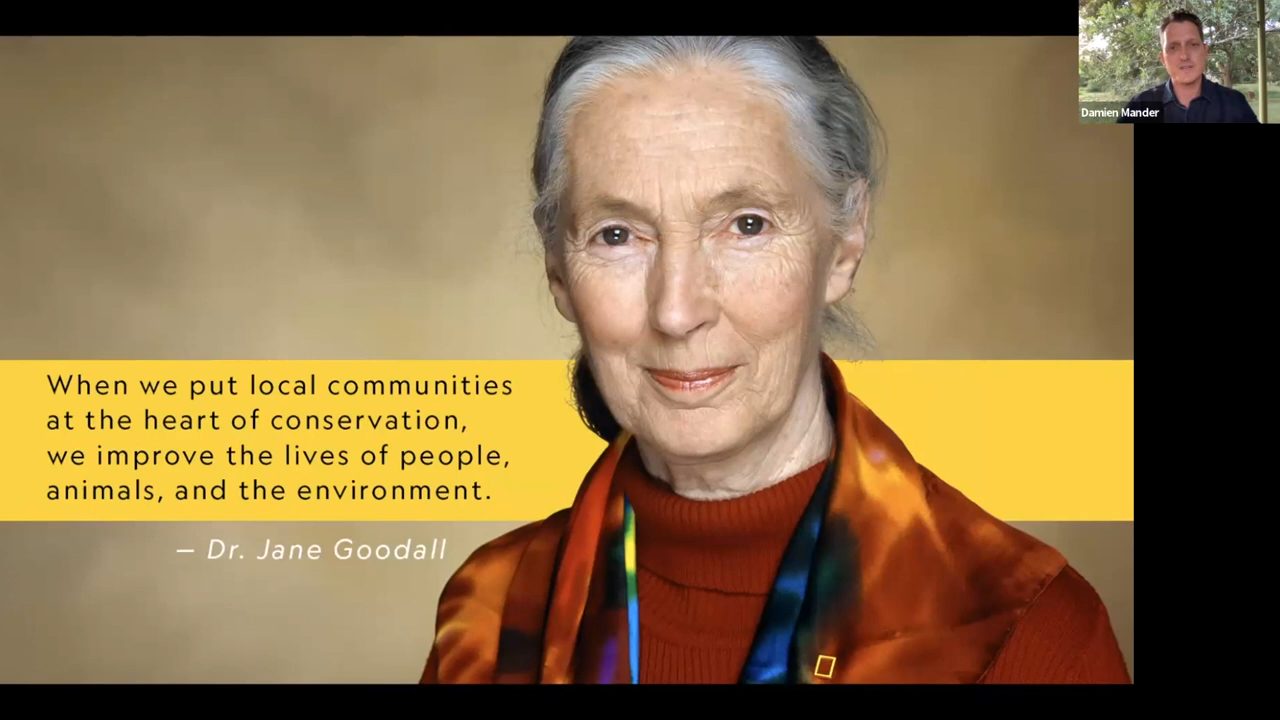 Damien Mander
When we put local communities
at the heart of conservation,
we improve the lives of people,
animals, and the environment.
– Dr. Jane Goodall